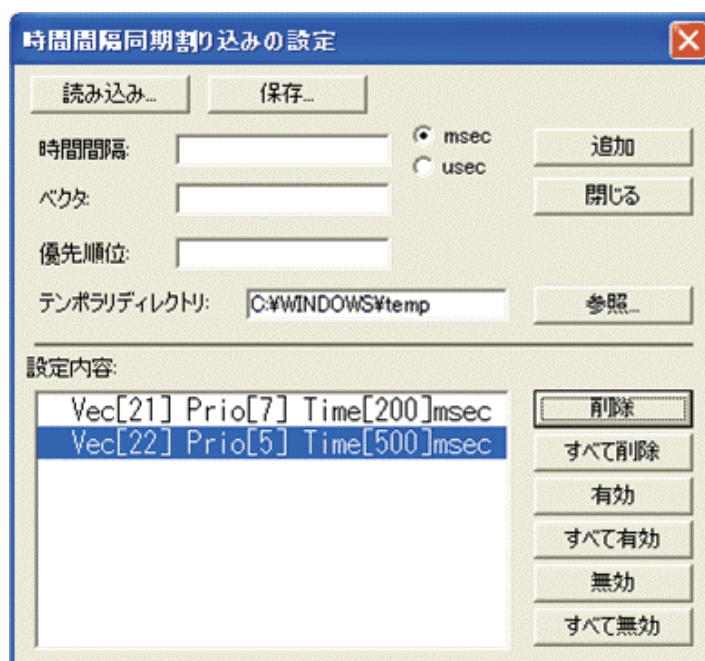 時間間隔同期割り込みの設定
読み込み... 保存...
時間間隔: msec 追加
usec
ベクタ: 閉じる
優先順位:
テンポラリディレクトリ: C:¥WINDOWS¥temp 参照...
設定内容:
Vec[21] Prio[7] Time[200]msec 削除
Vec[22] Prio[5] Time[500]msec すべて削除
有効
すべて有効
無効
すべて無効